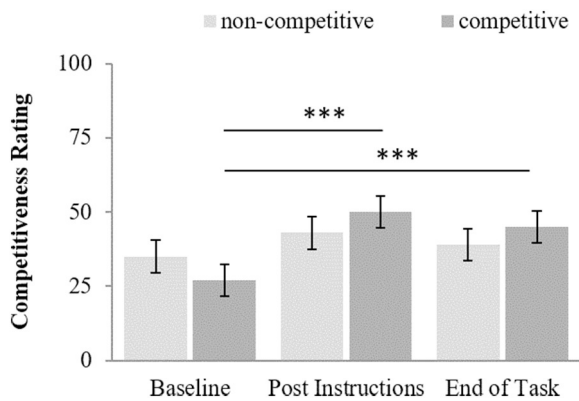 non-competitive competitive
Competitiveness Rating
100
75
50
25
0
***
***
Baseline Post Instructions End of Task